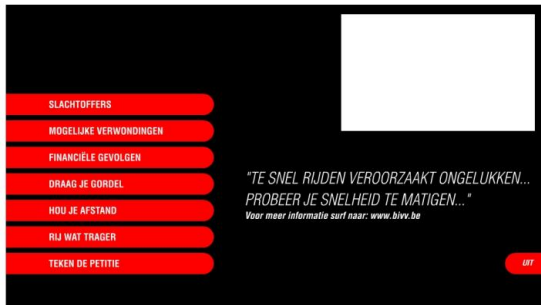 SLACHTOFFERS
MOGELIJKE VERWONDINGEN
FINANCIËLE GEVOLGEN
DRAAG JE GORDEL
HOU JE AFSTAND
RIJ WAT TRAGER
TEKEN DE PETITIE
"TE SNEL RIJDEN VEROORZAAKT ONGELUKKEN...
PROBEER JE SNELHEID TE MATIGEN..."
Voor meer informatie surf naar: www.bivv.be
UIT